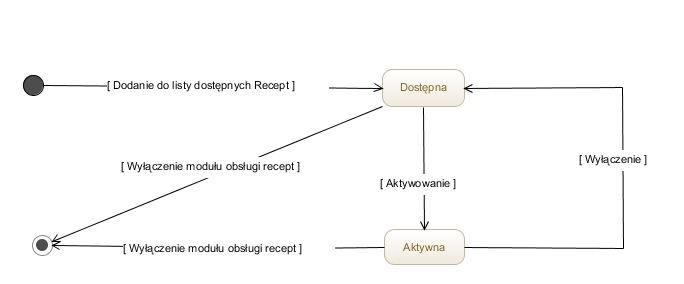 [ Dodanie do listy dostępnych Recept ]
Dostępna
[ Wyłączenie modułu obsługi recept ]
[ Wyłączenie ]
[ Aktywowanie ]
[ Wyłączenie modułu obsługi recept ]
Aktywna